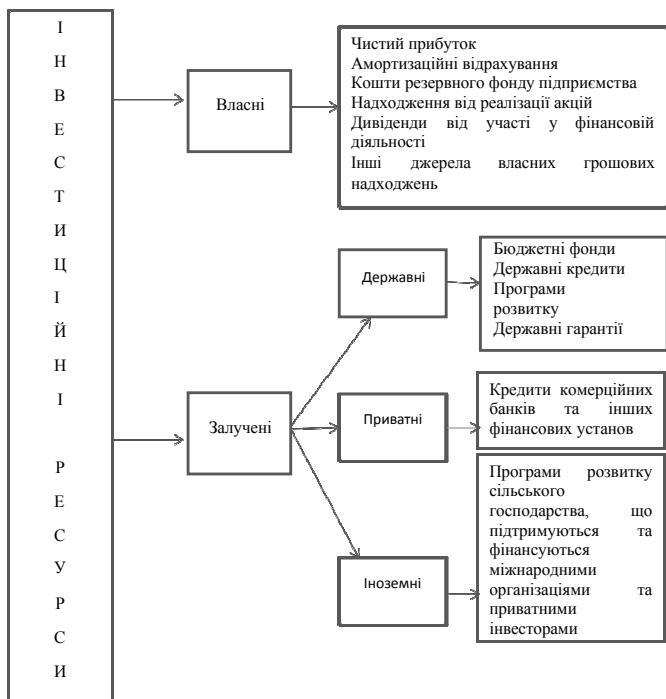 ІНВЕСТИЦІЙНІ РЕСУРСИ
Власні
Чистий прибуток
Амортизаційні відрахування
Кошти резервного фонду підприємства
Надходження від реалізації акцій
Дивіденди від участі у фінансовій
діяльності
Інші джерела власних грошових
надходжень
Залучені
Державні
Бюджетні фонди
Державні кредити
Програми
розвитку
Державні гарантії
Приватні
Кредити комерційних
банків та інших
фінансових установ
Іноземні
Програми розвитку
сільського
господарства, що
підтримуються та
фінансуються
міжнародними
організаціями та
приватними
інвесторами